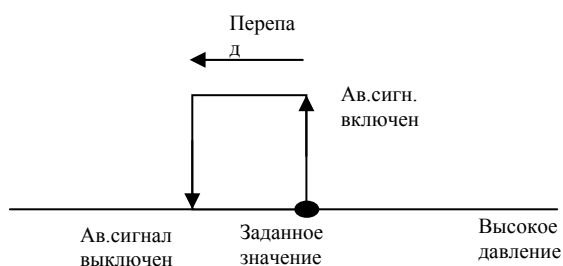 Перепа
д
Ав.сигн.
включен
Ав.сигнал
выключен
Заданное
значение
Высокое
давление